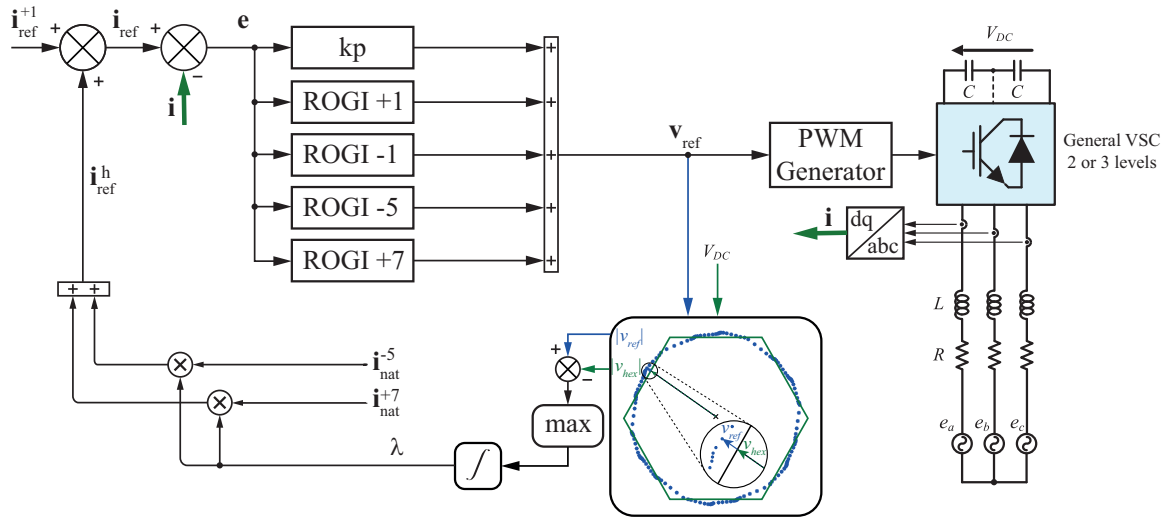 i_ref^+1
+
+
i_ref
+
−
i
e
kp
ROGI +1
ROGI -1
ROGI -5
ROGI +7
+
+
+
+
+
v_ref
PWM
Generator
V_DC
C
C
General VSC
2 or 3 levels
i
dq
abc
i_ref^h
+ +
V_DC
L
R
e_a
e_b
e_c
|v_ref|
+
|v_hex|
−
max
v_ref
v_hex
i_nat^-5
i_nat^+7
λ
∫